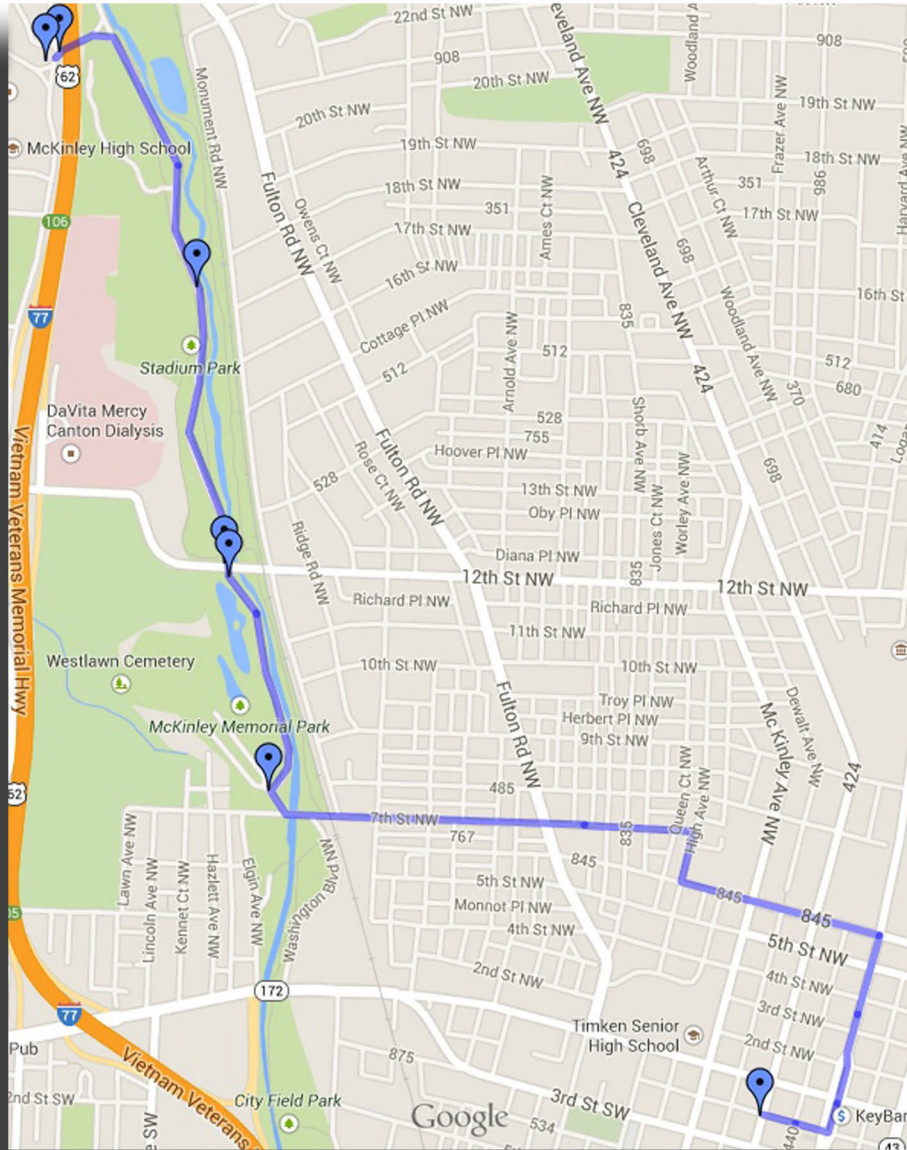 22nd St NW
Cleveland Ave NW
Woodland A
908
908
62
20th St NW
19th St NW
Frazer Ave NW
Monument Rd NW
20th St NW
McKinley High School
19th St NW
424
698
Arthur Ct NW
18th St NW
351
986
Harvard Ave NW
106
Fulton Rd NW
Owens Ct NW
18th St NW
351
Ames Ct NW
Cleveland Ave NW
17th St NW
17th St NW
698
16th St NW
77
Cottage Pl NW
835
Woodland Ave NW
16th St
Stadium Park
512
Arnold Ave NW
512
424
512
680
370
DaVita Mercy
Canton Dialysis
528
755
Shorb Ave NW
414
Logan
Vietnam Veterans Memorial Hwy
Fulton Rd NW
Rose Ct NW
Hoover Pl NW
Worley Ave NW
698
528
13th St NW
Jones Ct NW
Oby Pl NW
Ridge Rd NW
Diana Pl NW
835
12th St NW
12th St NW
Richard Pl NW
Richard Pl NW
11th St NW
Westlawn Cemetery
10th St NW
10th St NW
McKinley Memorial Park
Fulton Rd NW
Troy Pl NW
Herbert Pl NW
9th St NW
Mc Kinley Ave NW
Dewalt Ave NW
424
62
485
Queen Ct NW
High Ave NW
7th St NW
767
835
Lawn Ave NW
Lincoln Ave NW
Kennet Ct NW
Hazlett Ave NW
Elgin Ave NW
Washington Blvd NW
845
845
845
5th St NW
Monnot Pl NW
4th St NW
05
5th St NW
2nd St NW
4th St NW
172
3rd St NW
77
Timken Senior
High School
2nd St NW
Pub
Vietnam Veterans
875
2nd St SW
City Field Park
Google
3rd St SW
534
440
$ KeyBan
43
e SW